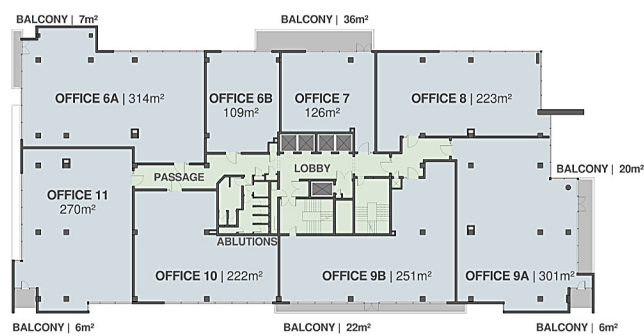 BALCONY | 7m²
BALCONY | 36m²
OFFICE 6A | 314m²
OFFICE 6B
109m²
OFFICE 7
126m²
OFFICE 8 | 223m²
LOBBY
PASSAGE
BALCONY | 20m²
OFFICE 11
270m²
ABLUTIONS
OFFICE 10 | 222m²
OFFICE 9B | 251m²
OFFICE 9A | 301m²
BALCONY | 6m²
BALCONY | 22m²
BALCONY | 6m²